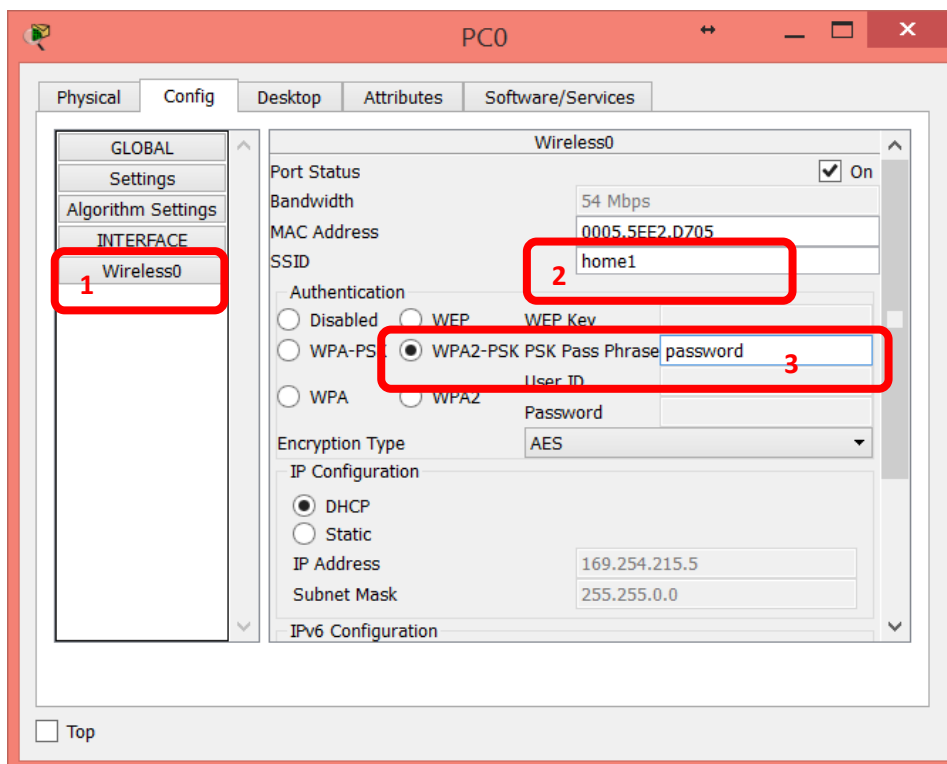 PC0
Physical Config Desktop Attributes Software/Services
GLOBAL
Settings
Algorithm Settings
INTERFACE
Wireless0
1
Wireless0
Port Status On
Bandwidth 54 Mbps
MAC Address 0005.5EE2.D705
SSID 2 home1
Authentication
Disabled WEP WEP Key
WPA-PSK WPA2-PSK PSK Pass Phrase password 3
User ID
WPA WPA2
Password
Encryption Type AES
IP Configuration
DHCP
Static
IP Address 169.254.215.5
Subnet Mask 255.255.0.0
IPv6 Configuration
Top